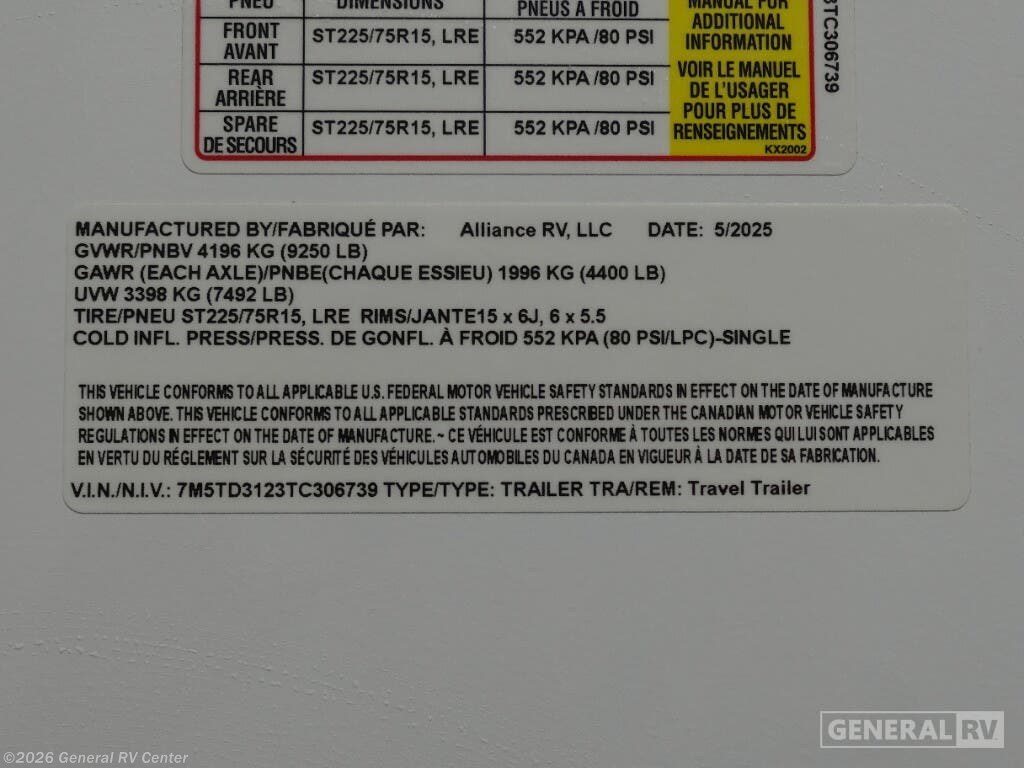 PNEU DIMENSIONS PNEUS À FROID
MANUAL FOR
ADDITIONAL
INFORMATION
FRONT
AVANT ST225/75R15, LRE 552 KPA /80 PSI
REAR
ARRIÈRE ST225/75R15, LRE 552 KPA /80 PSI
SPARE
DE SECOURS ST225/75R15, LRE 552 KPA /80 PSI
VOIR LE MANUEL
DE L'USAGER
POUR PLUS DE
RENSEIGNEMENTS
KX2002
TC306739
MANUFACTURED BY/FABRIQUÉ PAR: Alliance RV, LLC DATE: 5/2025
GVWR/PNBV 4196 KG (9250 LB)
GAWR (EACH AXLE)/PNBE(CHAQUE ESSIEU) 1996 KG (4400 LB)
UVW 3398 KG (7492 LB)
TIRE/PNEU ST225/75R15, LRE RIMS/JANTE15 x 6J, 6 x 5.5
COLD INFL. PRESS/PRESS. DE GONFL. À FROID 552 KPA (80 PSI/LPC)-SINGLE
THIS VEHICLE CONFORMS TO ALL APPLICABLE U.S. FEDERAL MOTOR VEHICLE SAFETY STANDARDS IN EFFECT ON THE DATE OF MANUFACTURE
SHOWN ABOVE. THIS VEHICLE CONFORMS TO ALL APPLICABLE STANDARDS PRESCRIBED UNDER THE CANADIAN MOTOR VEHICLE SAFETY
REGULATIONS IN EFFECT ON THE DATE OF MANUFACTURE. ~ CE VÉHICULE EST CONFORME À TOUTES LES NORMES QUI LUI SONT APPLICABLES
EN VERTU DU RÉGLEMENT SUR LA SÉCURITÉ DES VÉHICULES AUTOMOBILES DU CANADA EN VIGUEUR À LA DATE DE SA FABRICATION.
V.I.N./N.I.V.: 7M5TD3123TC306739 TYPE/TYPE: TRAILER TRA/REM: Travel Trailer
GENERAL RV
©2026 General RV Center